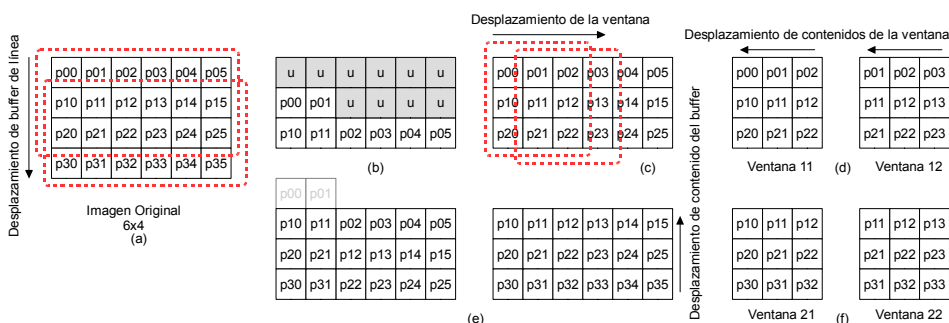 Desplazamiento de la ventana
Desplazamiento de contenidos de la ventana
Desplazamiento de buffer de línea
p00 p01 p02 p03 p04 p05
p10 p11 p12 p13 p14 p15
p20 p21 p22 p23 p24 p25
p30 p31 p32 p33 p34 p35
Imagen Original
6x4
(a)
u u u u u u
p00 p01 u u u u
p10 p11 p02 p03 p04 p05
(b)
p00 p01 p02 p03 p04 p05
p10 p11 p12 p13 p14 p15
p20 p21 p22 p23 p24 p25
(c)
Desplazamiento de contenido del buffer
p00 p01 p02
p10 p11 p12
p20 p21 p22
Ventana 11
(d)
p01 p02 p03
p11 p12 p13
p21 p22 p23
Ventana 12
p00 p01
p10 p11 p02 p03 p04 p05
p20 p21 p12 p13 p14 p15
p30 p31 p22 p23 p24 p25
(e)
p10 p11 p12 p13 p14 p15
p20 p21 p22 p23 p24 p25
p30 p31 p32 p33 p34 p35
p10 p11 p12
p20 p21 p22
p30 p31 p32
Ventana 21
(f)
p11 p12 p13
p21 p22 p23
p31 p32 p33
Ventana 22